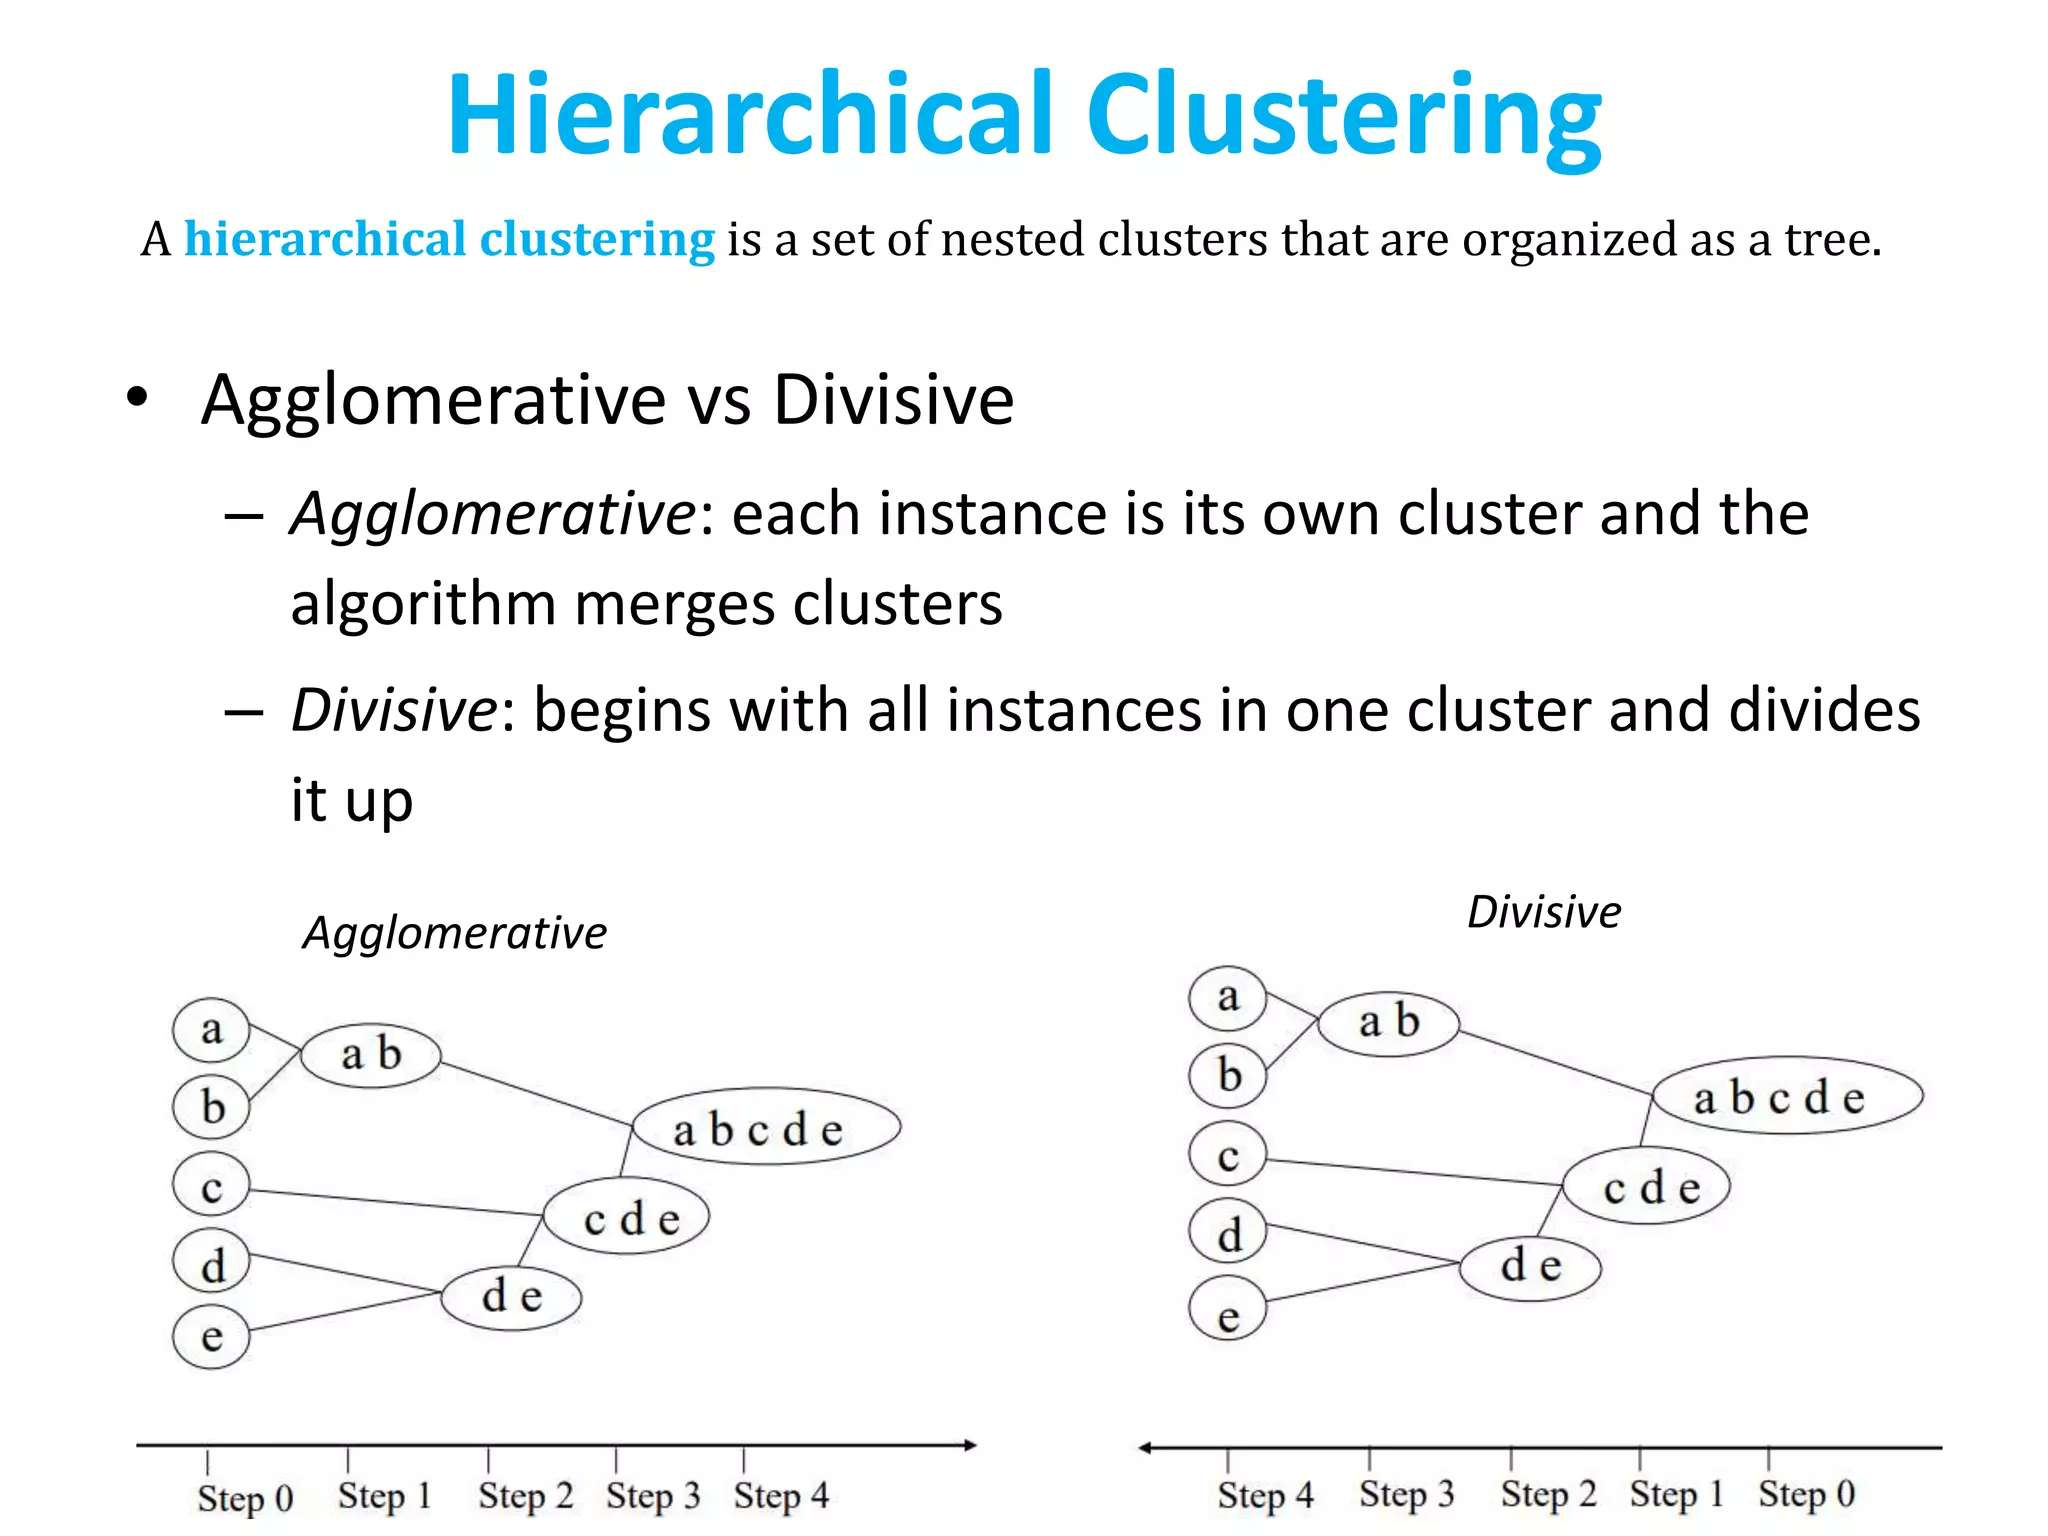 Hierarchical Clustering
A hierarchical clustering is a set of nested clusters that are organized as a tree.
• Agglomerative vs Divisive
– Agglomerative: each instance is its own cluster and the
algorithm merges clusters
– Divisive: begins with all instances in one cluster and divides
it up
Agglomerative
a
a b
b
a b c d e
c
c d e
d
d e
e
Step 0 Step 1 Step 2 Step 3 Step 4
Divisive
a
a b
b
a b c d e
c
c d e
d
d e
e
Step 4 Step 3 Step 2 Step 1 Step 0